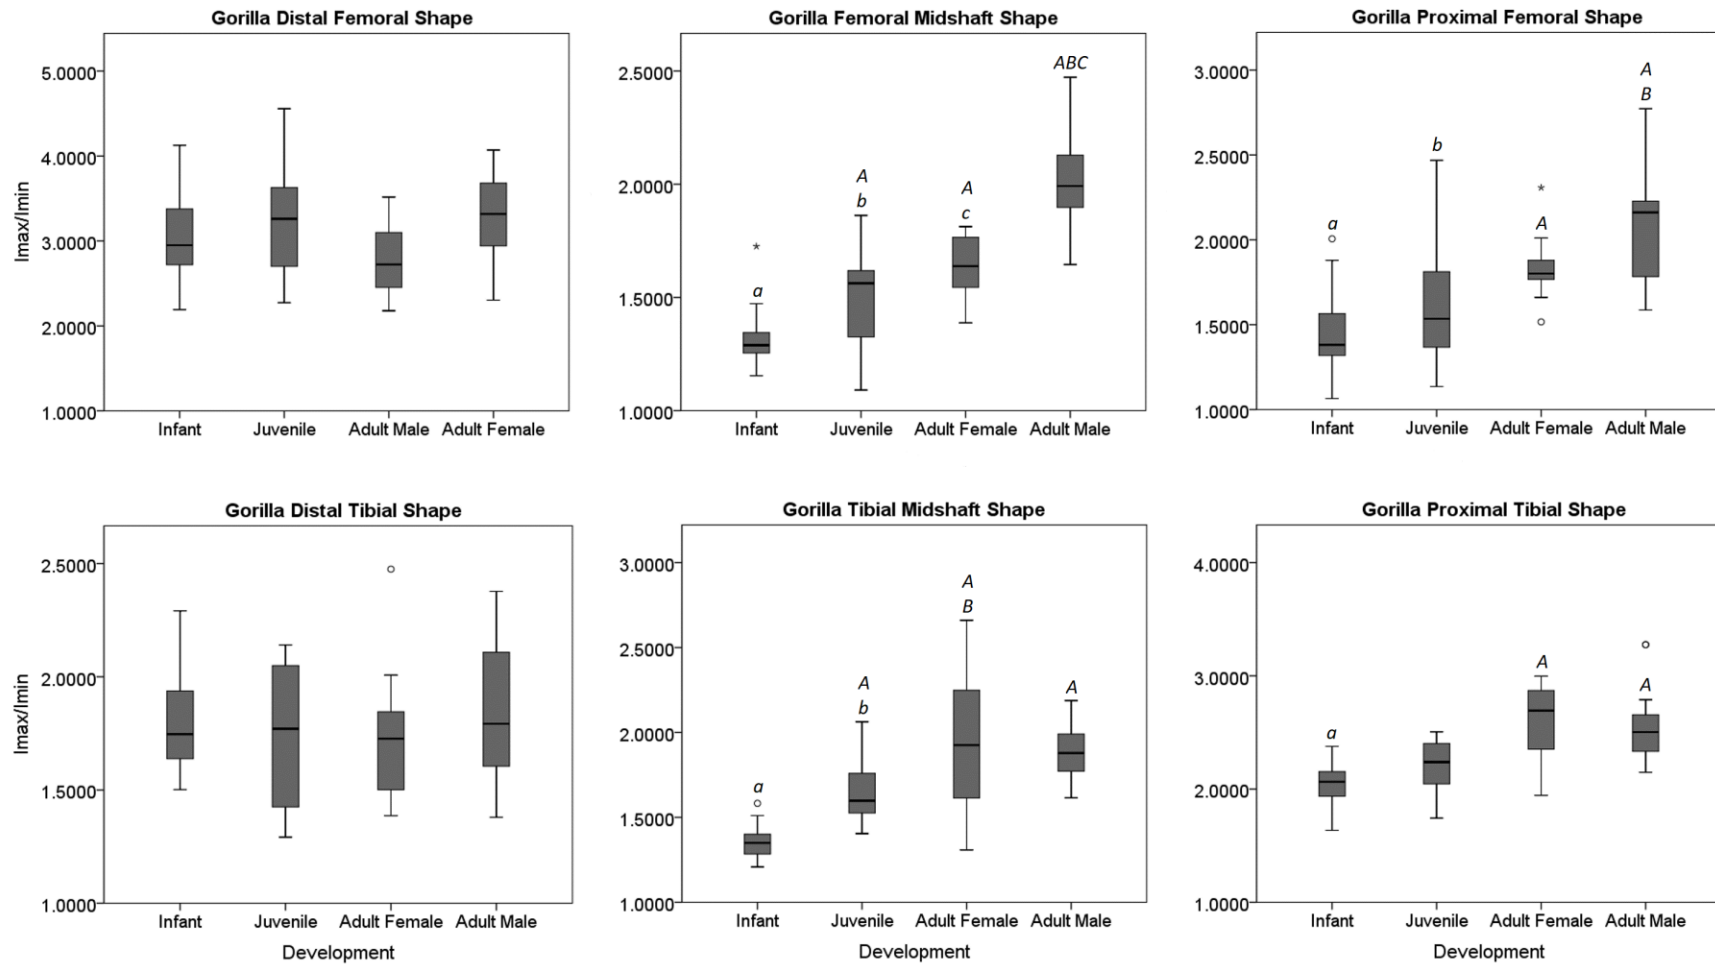 Gorilla Distal Femoral Shape
Imax/Imin
5.0000
4.0000
3.0000
2.0000
1.0000
Infant Juvenile Adult Male Adult Female
Gorilla Femoral Midshaft Shape
2.5000
2.0000
1.5000
1.0000
a
A
b
A
c
ABC
Infant Juvenile Adult Female Adult Male
Gorilla Proximal Femoral Shape
3.0000
2.5000
2.0000
1.5000
1.0000
a
b
A
A
B
Infant Juvenile Adult Female Adult Male
Gorilla Distal Tibial Shape
Imax/Imin
2.5000
2.0000
1.5000
1.0000
Infant Juvenile Adult Female Adult Male
Development
Gorilla Tibial Midshaft Shape
3.0000
2.5000
2.0000
1.5000
1.0000
a
A
b
A
B
A
Infant Juvenile Adult Female Adult Male
Development
Gorilla Proximal Tibial Shape
4.0000
3.0000
2.0000
1.0000
a
A
A
Infant Juvenile Adult Female Adult Male
Development